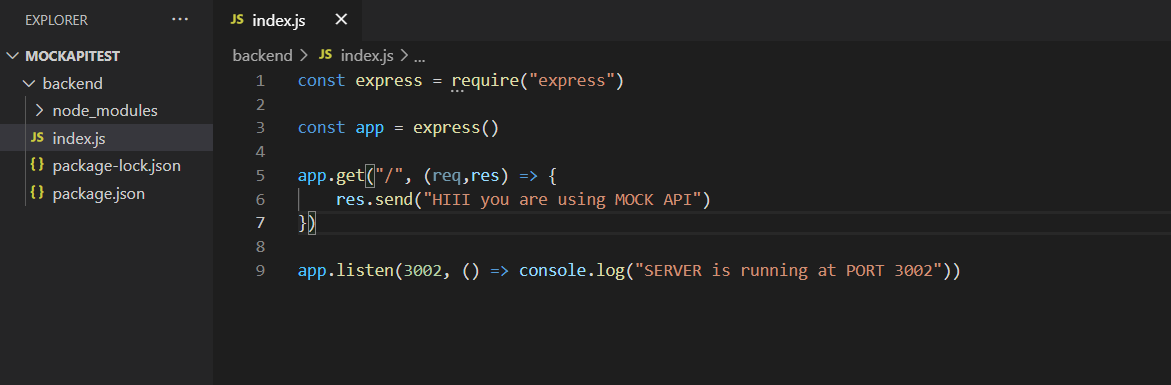 EXPLORER ...
MOCKAPITEST
backend
node_modules
JS index.js
{} package-lock.json
{} package.json
JS index.js ×
backend > JS index.js > ...
1 const express = require("express")
2
3 const app = express()
4
5 app.get("/", (req,res) => {
6     res.send("HIII you are using MOCK API")
7 })
8
9 app.listen(3002, () => console.log("SERVER is running at PORT 3002"))